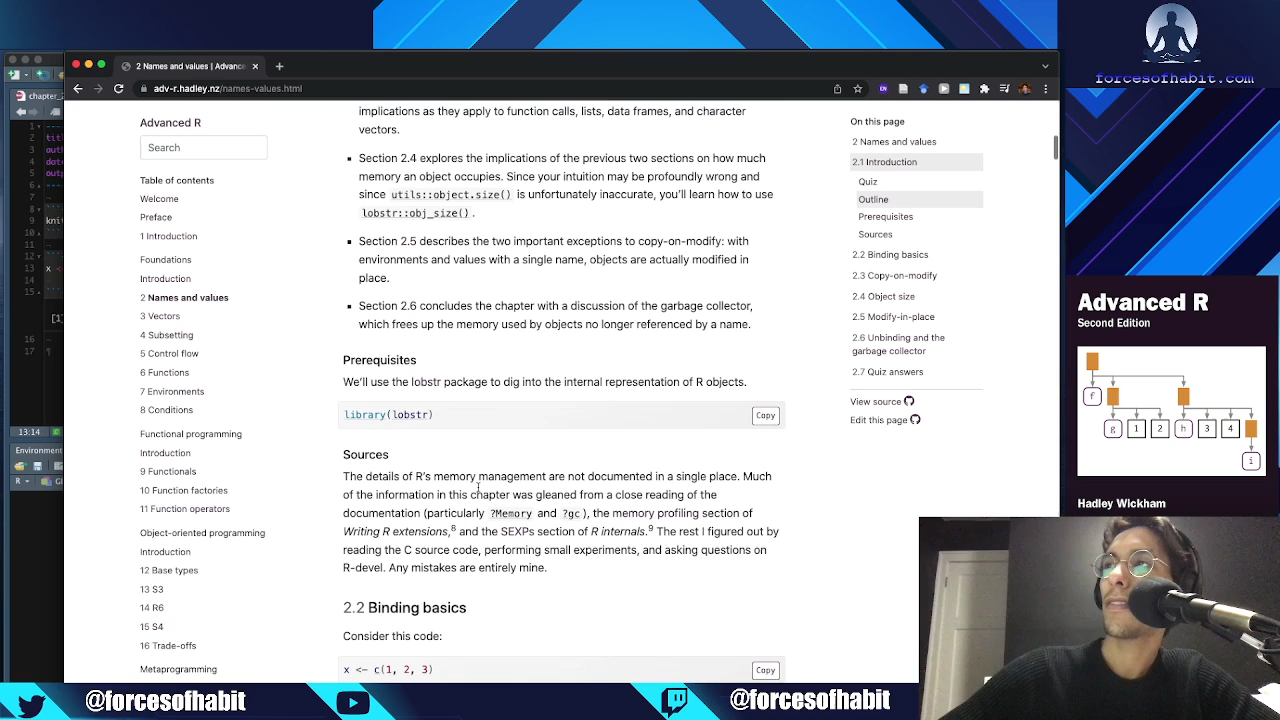 forcesofhabit.com
2 Names and values | Advanc
adv-r.hadley.nz/names-values.html
chapter_2
Advanced R
Search
Table of contents
Welcome
Preface
1 Introduction
Foundations
Introduction
2 Names and values
3 Vectors
4 Subsetting
5 Control flow
6 Functions
7 Environments
8 Conditions
Functional programming
Introduction
9 Functionals
10 Function factories
11 Function operators
Object-oriented programming
Introduction
12 Base types
13 S3
14 R6
15 S4
16 Trade-offs
Metaprogramming
implications as they apply to function calls, lists, data frames, and character
vectors.
Section 2.4 explores the implications of the previous two sections on how much
memory an object occupies. Since your intuition may be profoundly wrong and
since utils::object.size() is unfortunately inaccurate, you'll learn how to use
lobstr::obj_size().
Section 2.5 describes the two important exceptions to copy-on-modify: with
environments and values with a single name, objects are actually modified in
place.
Section 2.6 concludes the chapter with a discussion of the garbage collector,
which frees up the memory used by objects no longer referenced by a name.
Prerequisites
We'll use the lobstr package to dig into the internal representation of R objects.
library(lobstr)
Copy
Sources
The details of R's memory management are not documented in a single place. Much
of the information in this chapter was gleaned from a close reading of the
documentation (particularly ?Memory and ?gc), the memory profiling section of
Writing R extensions,8 and the SEXPs section of R internals.9 The rest I figured out by
reading the C source code, performing small experiments, and asking questions on
R-devel. Any mistakes are entirely mine.
2.2 Binding basics
Consider this code:
x <- c(1, 2, 3)
Copy
On this page
2 Names and values
2.1 Introduction
Quiz
Outline
Prerequisites
Sources
2.2 Binding basics
2.3 Copy-on-modify
2.4 Object size
2.5 Modify-in-place
2.6 Unbinding and the
garbage collector
2.7 Quiz answers
View source
Edit this page
13:14
Environment
Advanced R
Second Edition
f
g 1 2 h 3 4
i
Hadley Wickham
@forcesofhabit
@forcesofhabit